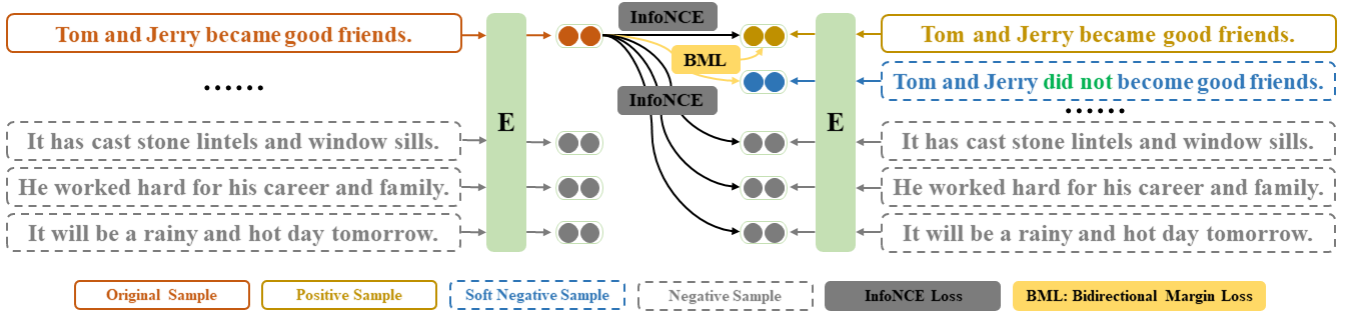 InfoNCE
Tom and Jerry became good friends.
Tom and Jerry became good friends.
BML
Tom and Jerry did not become good friends.
......
......
InfoNCE
E
E
It has cast stone lintels and window sills.
It has cast stone lintels and window sills.
He worked hard for his career and family.
He worked hard for his career and family.
It will be a rainy and hot day tomorrow.
It will be a rainy and hot day tomorrow.
Original Sample
Positive Sample
Soft Negative Sample
Negative Sample
InfoNCE Loss
BML: Bidirectional Margin Loss